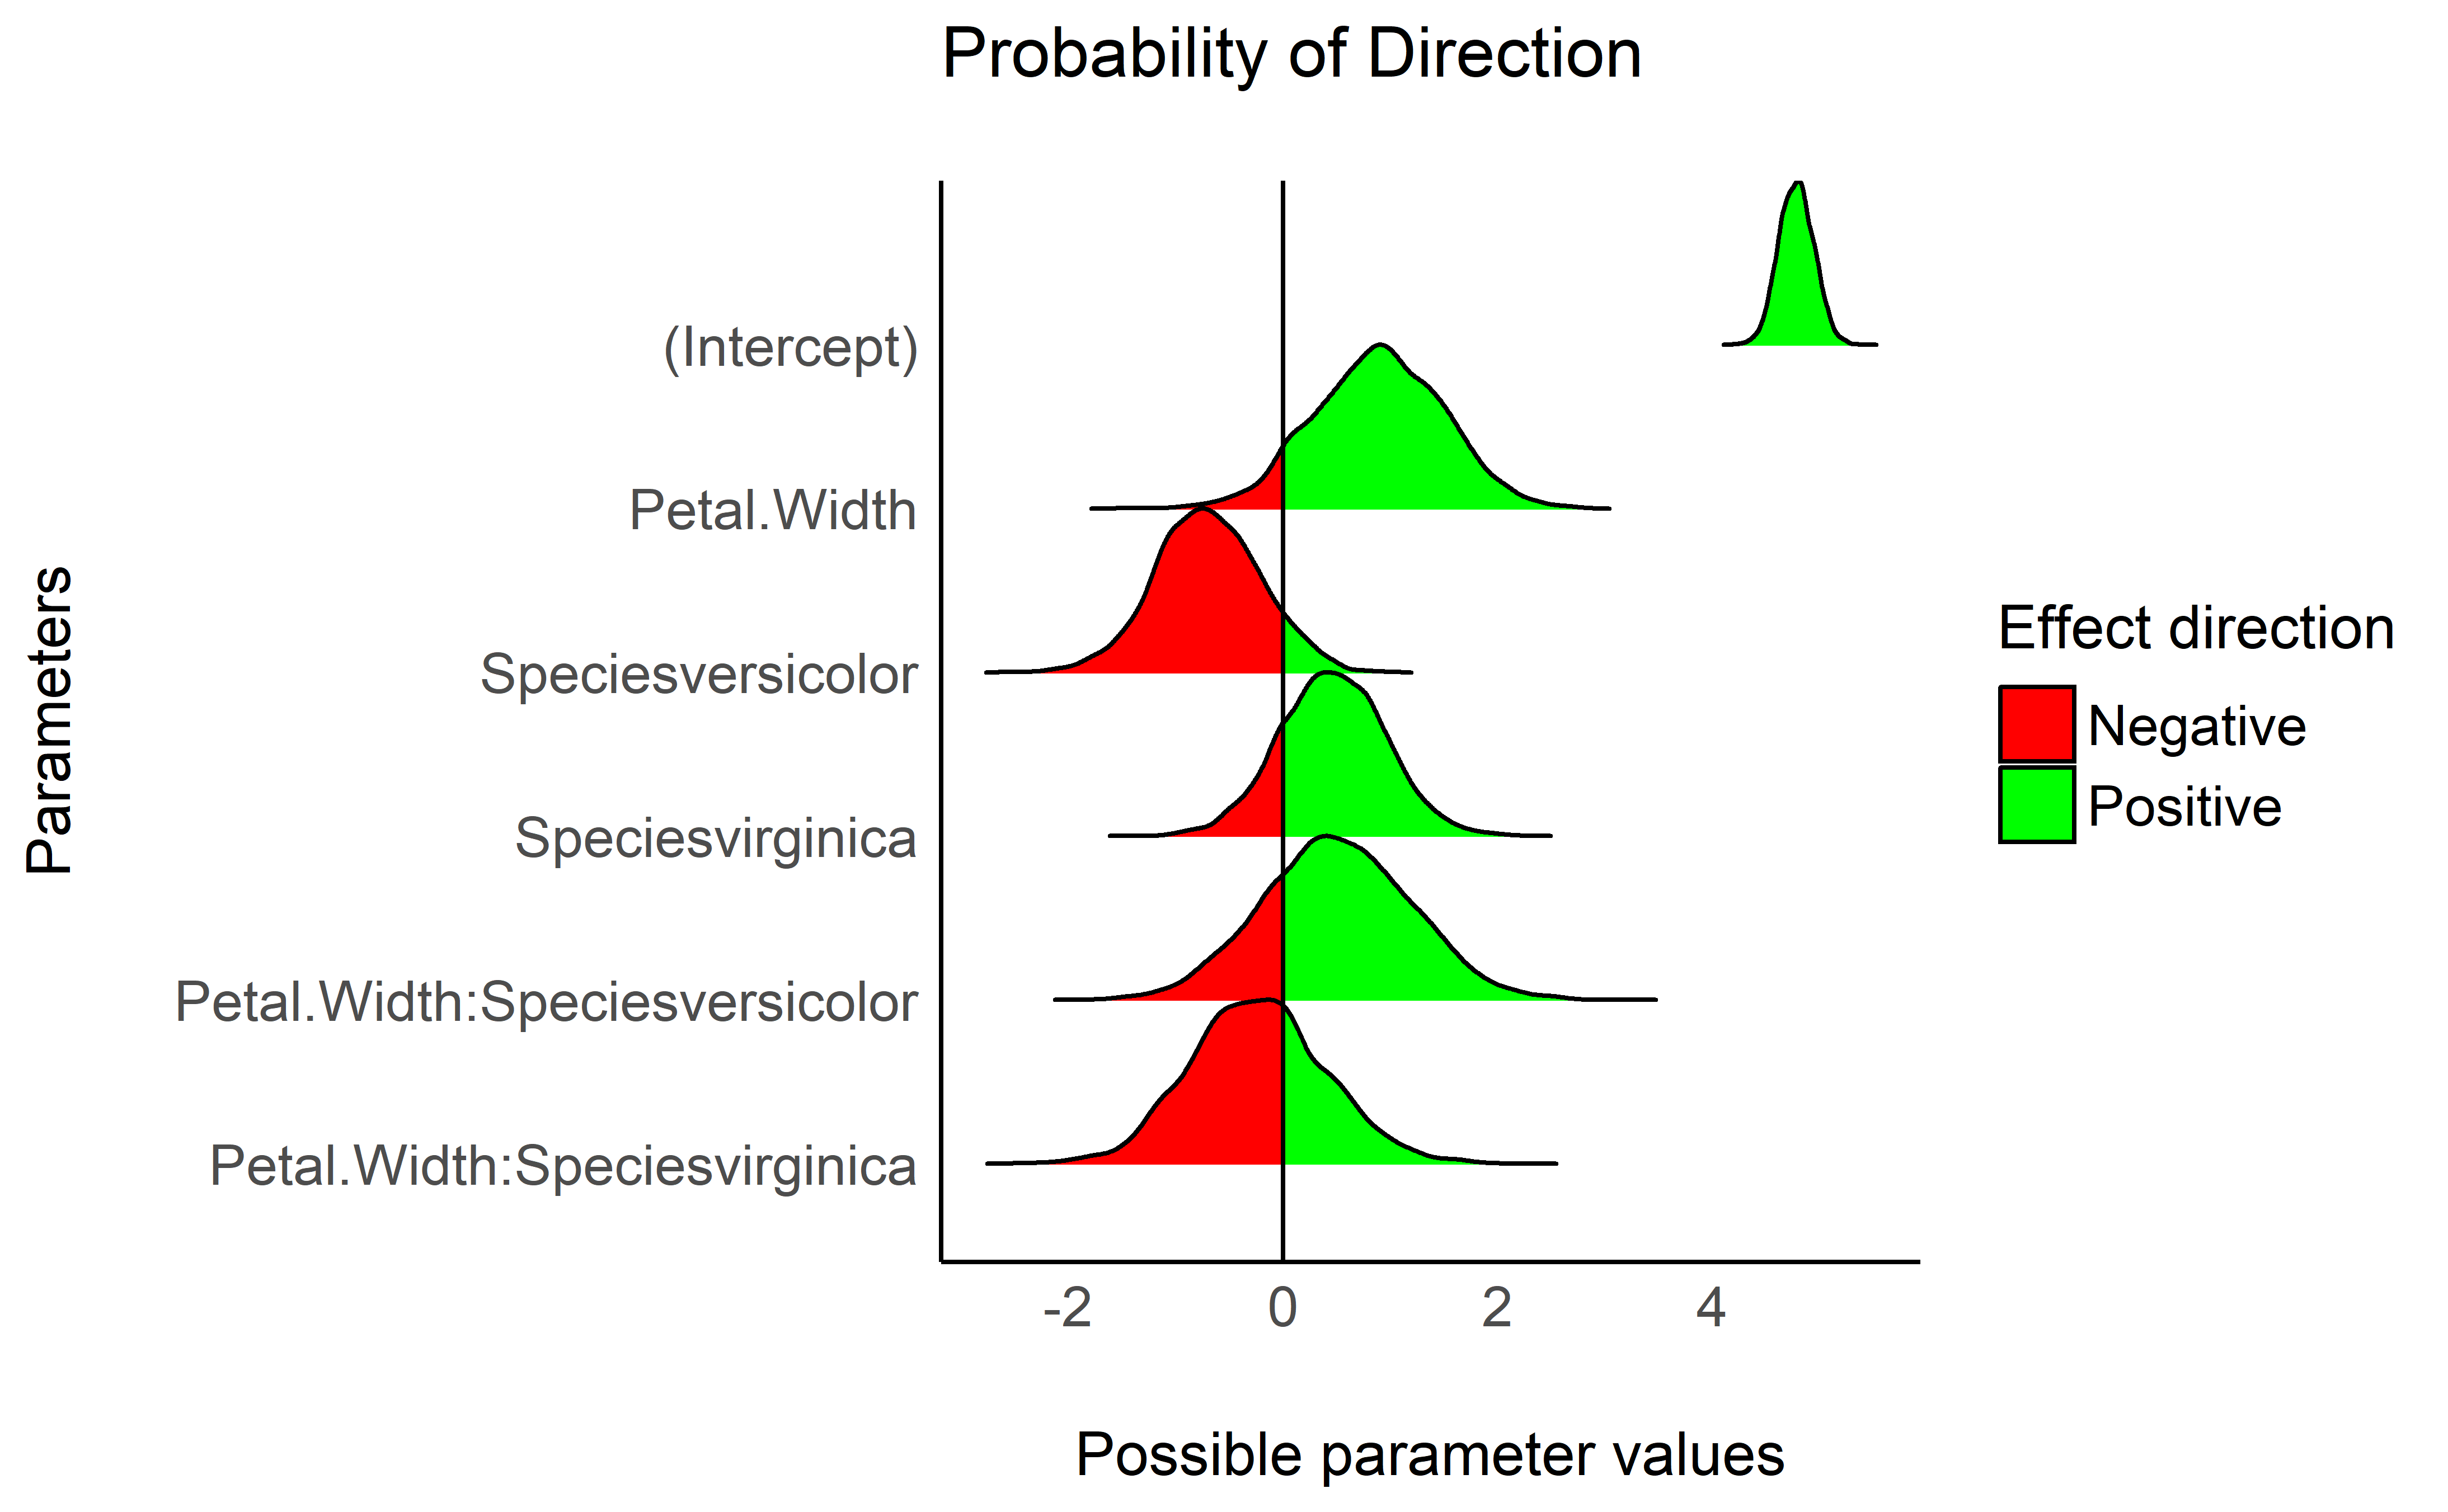 Probability of Direction
Parameters
(Intercept)
Petal.Width
Speciesversicolor
Speciesvirginica
Petal.Width:Speciesversicolor
Petal.Width:Speciesvirginica
-2 0 2 4
Possible parameter values
Effect direction
Negative
Positive